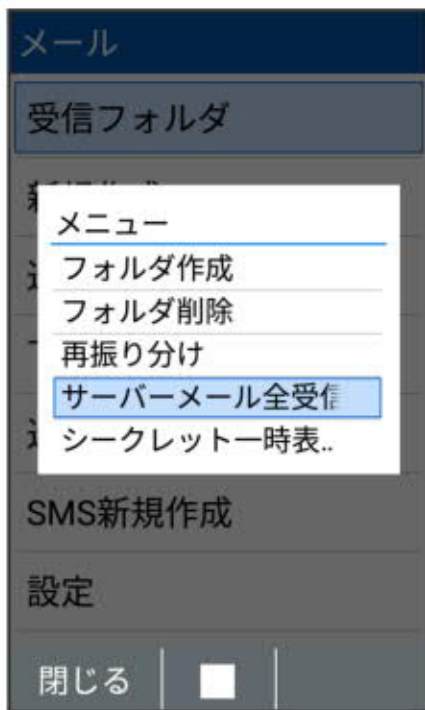 メール
受信フォルダ
メニュー
フォルダ作成
フォルダ削除
再振り分け
サーバーメール全受信
シークレット一時表..
SMS新規作成
設定
閉じる